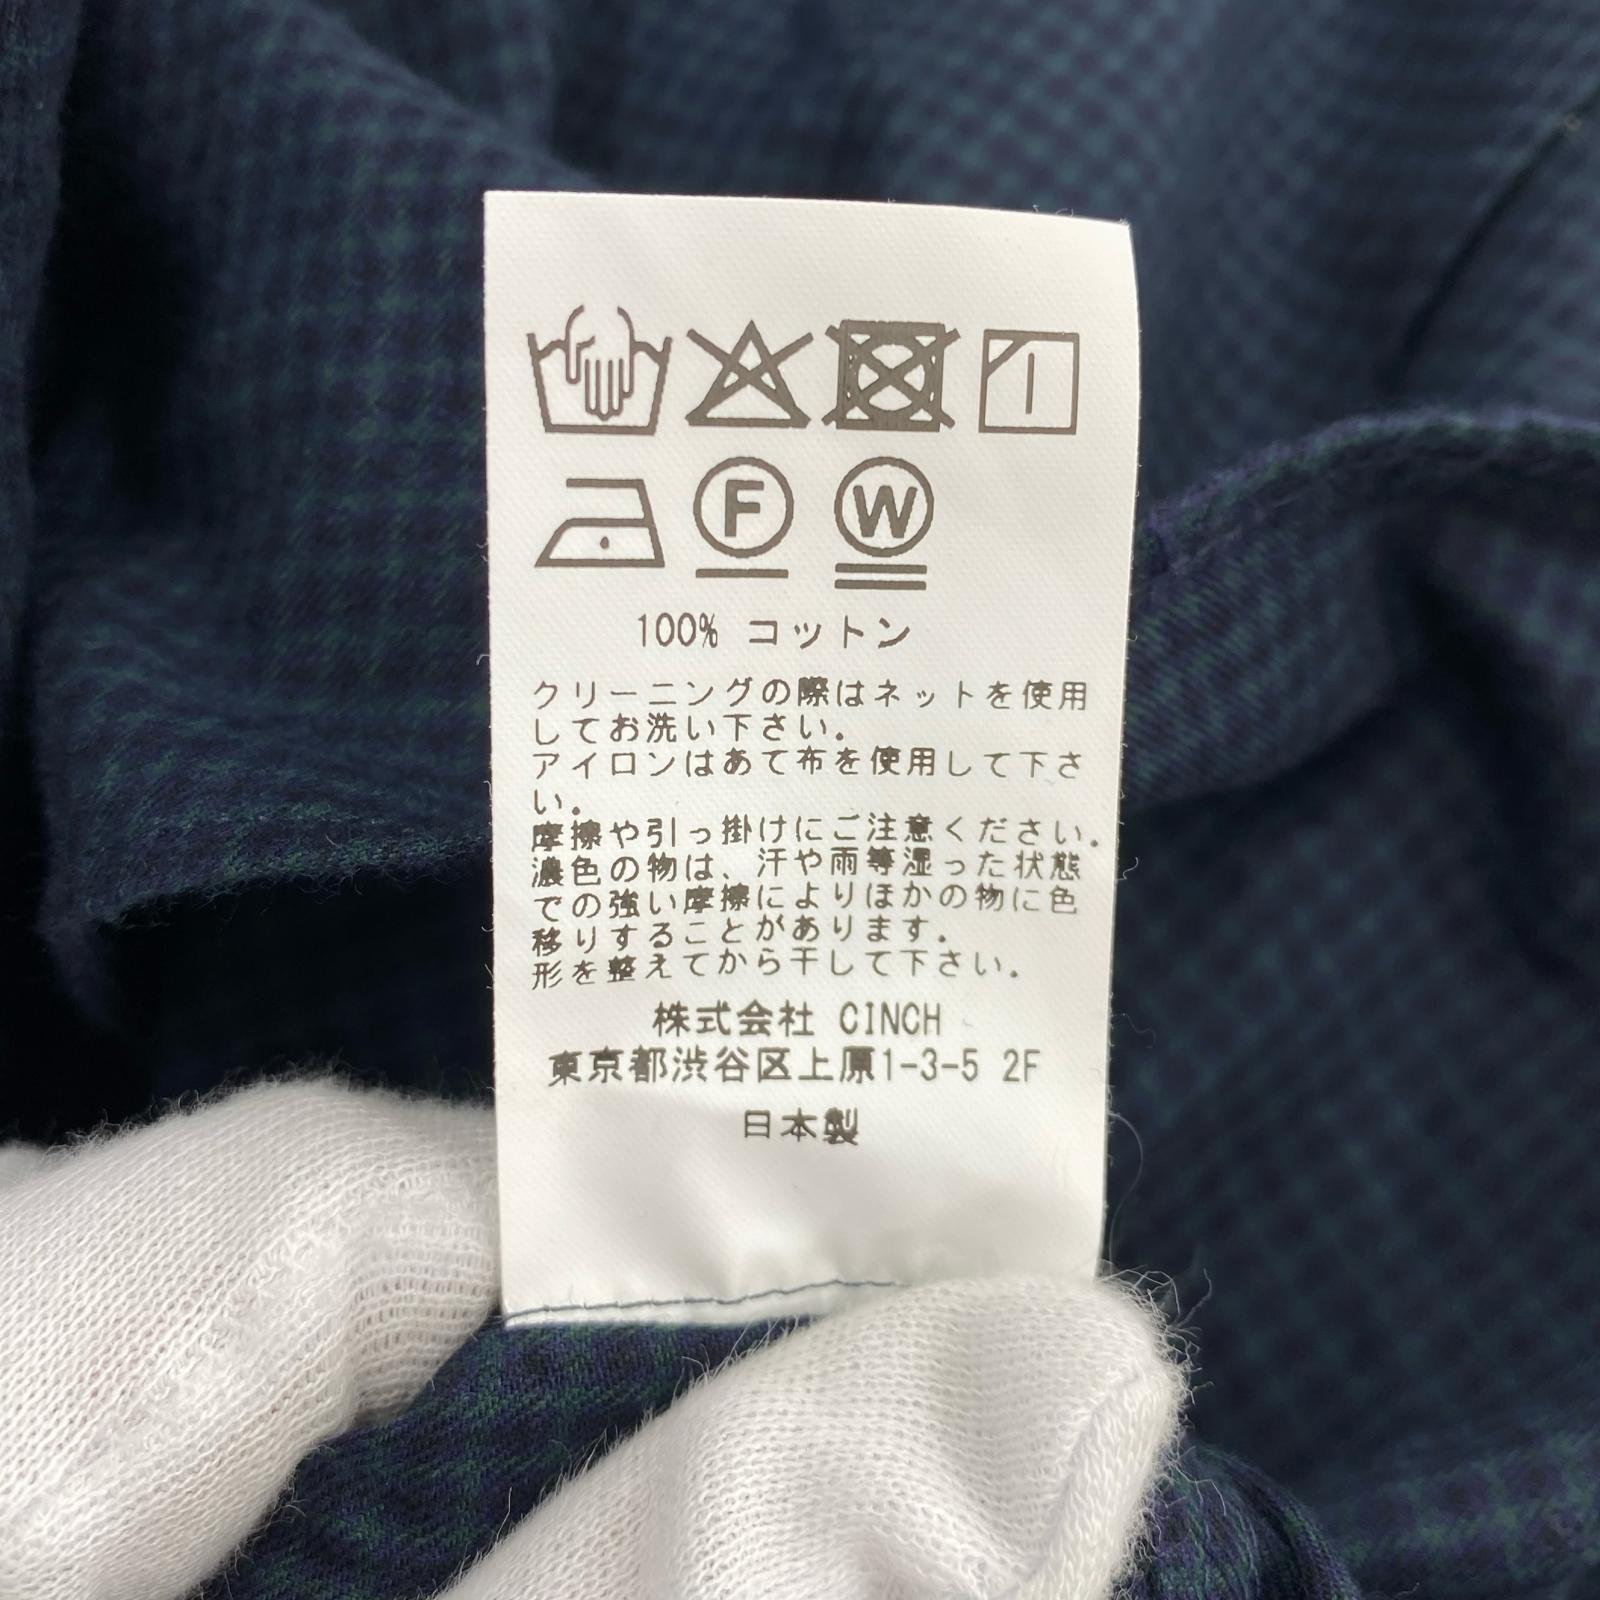 F W
100% コットン
クリーニングの際はネットを使用
してお洗い下さい。
アイロンはあて布を使用して下さ
い。
摩擦や引っ掛けにご注意ください。
濃色の物は、汗や雨等湿った状態
での強い摩擦によりほかの物に色
移りすることがあります。
形を整えてから干して下さい。
株式会社 CINCH
東京都渋谷区上原1-3-5 2F
日本製